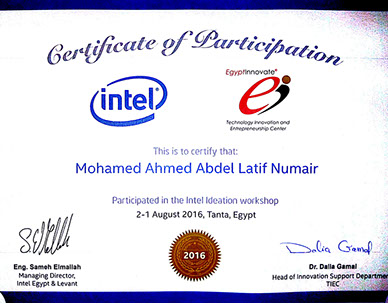 Certificate of Participation
intel
EgyptInnovate
ei
Technology Innovation and
Entrepreneurship Center
This is to certify that:
Mohamed Ahmed Abdel Latif Numair
Participated in the Intel Ideation workshop
2-1 August 2016, Tanta, Egypt
Dalia Gamal
2016
Eng. Sameh Elmallah
Managing Director,
Intel Egypt & Levant
Dr. Dalia Gamal
Head of Innovation Support Departmen
TIEC